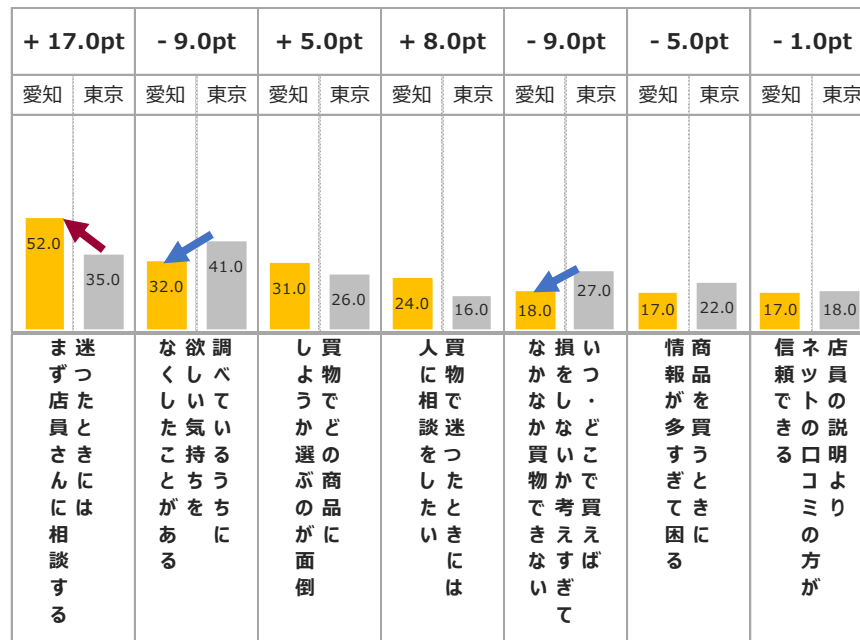 + 17.0pt - 9.0pt + 5.0pt + 8.0pt - 9.0pt - 5.0pt - 1.0pt
愛知 東京 愛知 東京 愛知 東京 愛知 東京 愛知 東京 愛知 東京 愛知 東京
52.0 35.0 32.0 41.0 31.0 26.0 24.0 16.0 18.0 27.0 17.0 22.0 17.0 18.0
迷ったときには
まず店員さんに相談する
調べているうちに
欲しい気持ちを
なくしたことがある
買物でどの商品に
しようか選ぶのが面倒
買物で迷ったときには
人に相談をしたい
いつ・どこで買えば
損をしないか考えすぎて
なかなか買物できない
商品を買うときに
情報が多すぎて困る
店員の説明より
ネットの口コミの方が
信頼できる